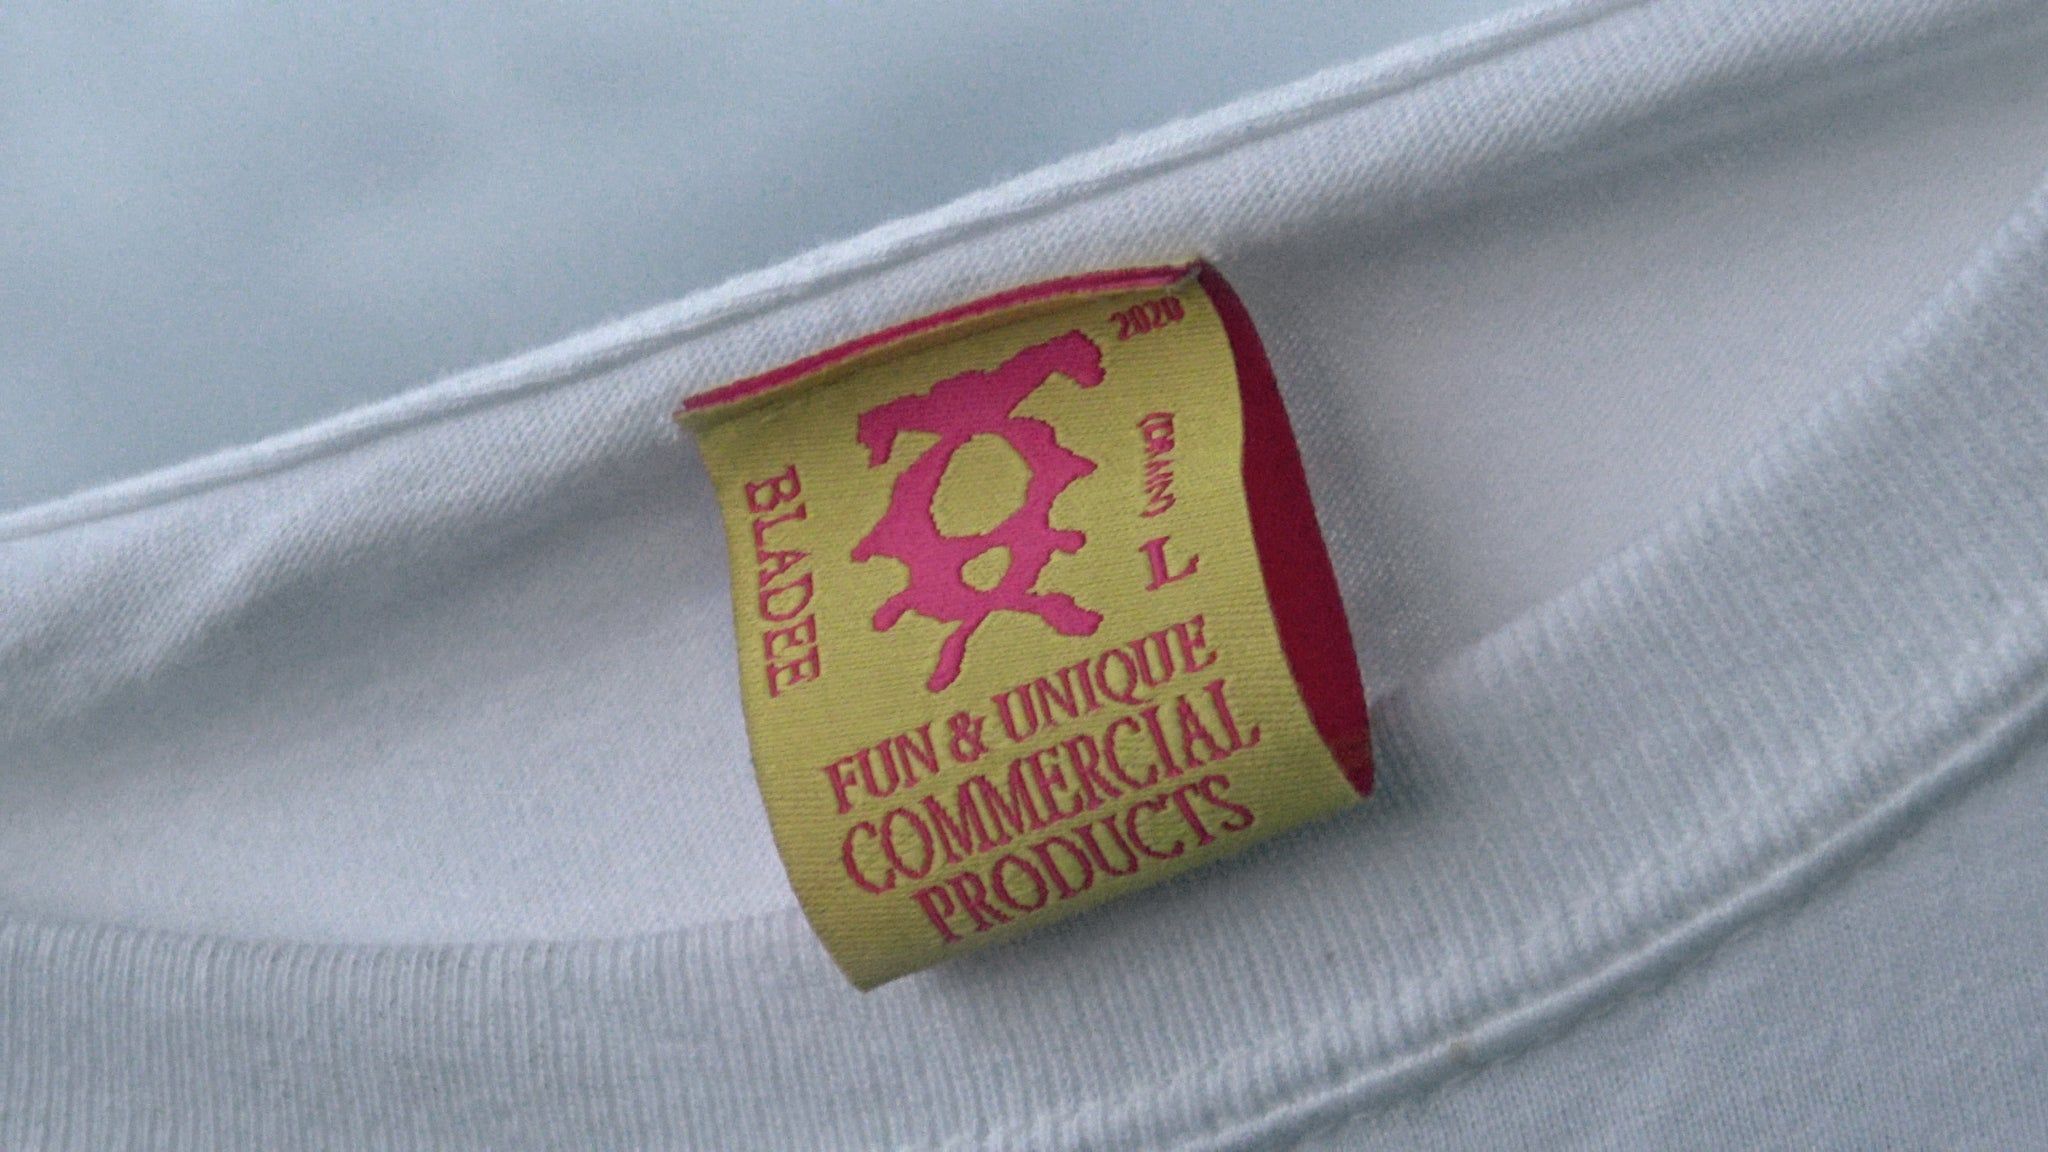 2020
BLADEE
L
FUN & UNIQUE
COMMERCIAL
PRODUCTS